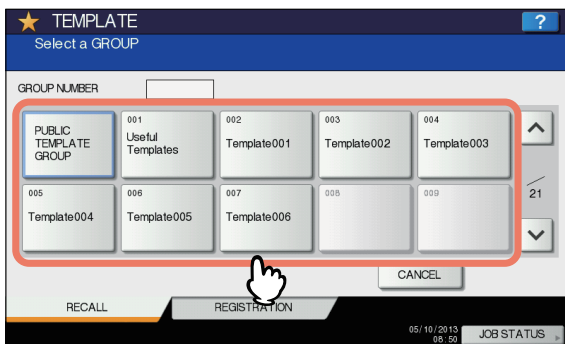 TEMPLATE
?
Select a GROUP
GROUP NUMBER
PUBLIC
TEMPLATE
GROUP
001
Useful
Templates
002
Template001
003
Template002
004
Template003
005
Template004
006
Template005
007
Template006
008
009
21
CANCEL
RECALL
REGISTRATION
05/10/2013
08:50
JOB STATUS